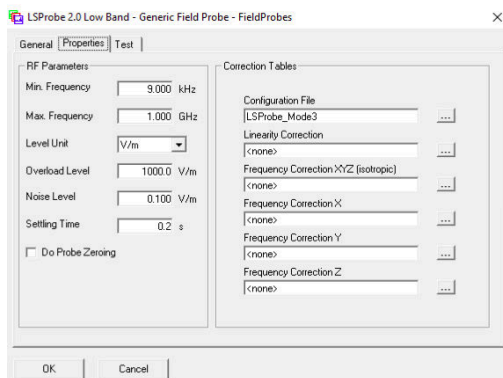 LSProbe 2.0 Low Band - Generic Field Probe - FieldProbes
General Properties Test
RF Parameters
Min. Frequency 9.000 kHz
Max. Frequency 1.000 GHz
Level Unit V/m
Overload Level 1000.0 V/m
Noise Level 0.100 V/m
Settling Time 0.2 s
Do Probe Zeroing
Correction Tables
Configuration File
LSProbe_Mode3 ...
Linearity Correction
<none> ...
Frequency Correction XYZ (isotropic)
<none> ...
Frequency Correction X
<none> ...
Frequency Correction Y
<none> ...
Frequency Correction Z
<none> ...
OK Cancel